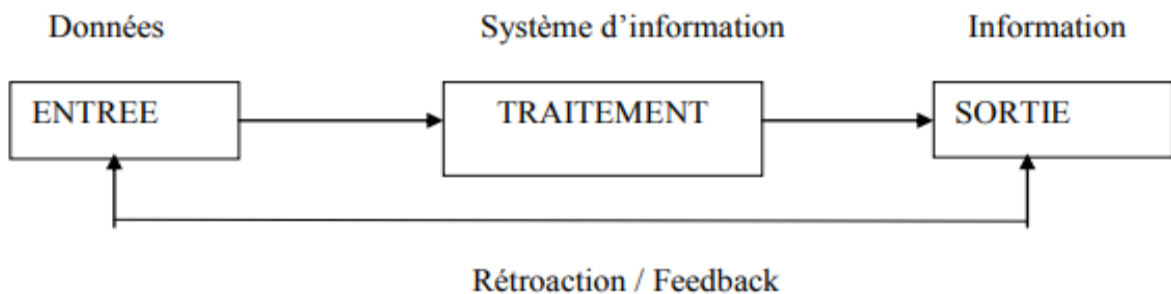 Données Système d’information Information
ENTREE TRAITEMENT SORTIE
Rétroaction / Feedback